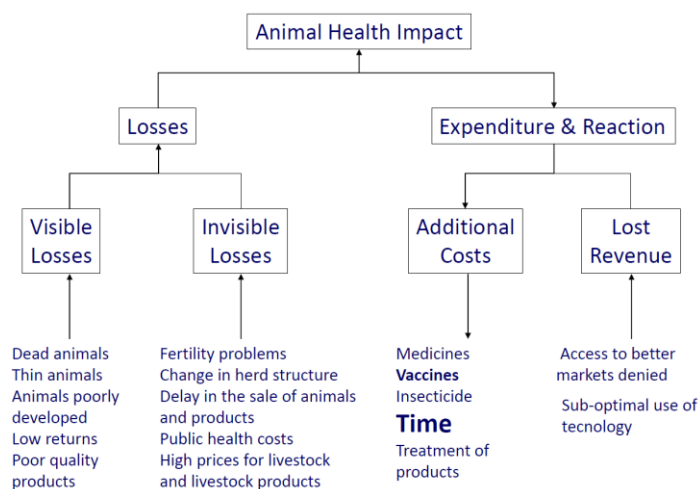 Animal Health Impact
Losses
Expenditure & Reaction
Visible
Losses
Invisible
Losses
Additional
Costs
Lost
Revenue
Dead animals
Thin animals
Animals poorly
developed
Low returns
Poor quality
products
Fertility problems
Change in herd structure
Delay in the sale of animals
and products
Public health costs
High prices for livestock
and livestock products
Medicines
Vaccines
Insecticide
Time
Treatment of
products
Access to better
markets denied
Sub-optimal use of
tecnology